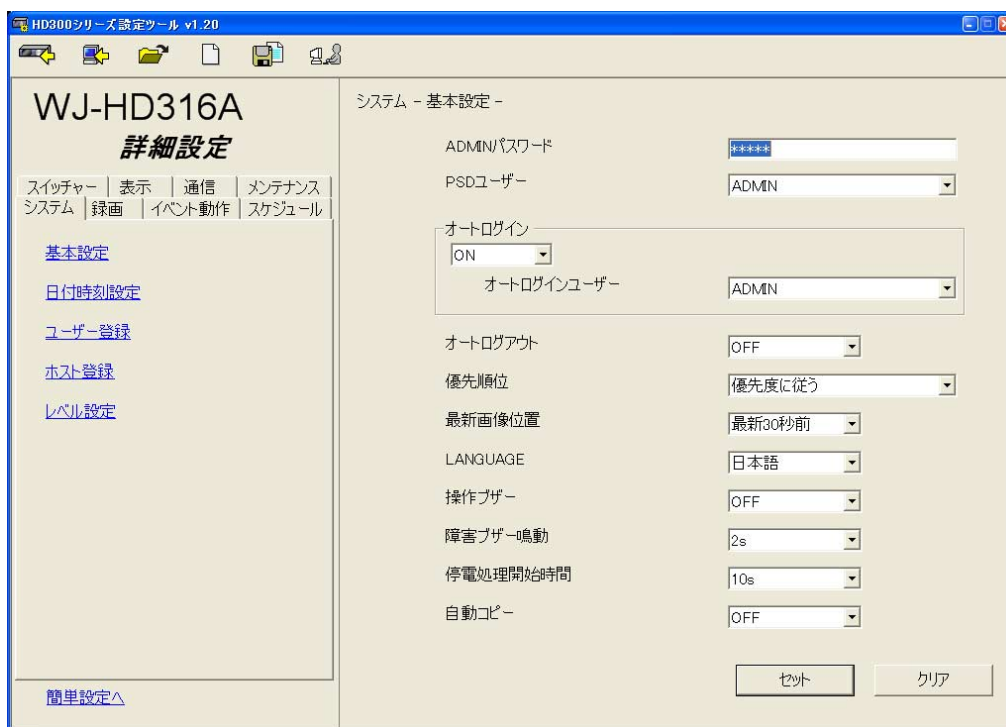 HD300シリーズ設定ツール v1.20
WJ-HD316A
詳細設定
スイッチャー 表示 通信 メンテナンス
システム 録画 イベント動作 スケジュール
基本設定
日付時刻設定
ユーザー登録
ホスト登録
レベル設定
簡単設定へ
システム - 基本設定 -
ADMINパスワード *****
PSDユーザー ADMIN
オートログイン
ON
オートログインユーザー ADMIN
オートログアウト OFF
優先順位 優先度に従う
最新画像位置 最新30秒前
LANGUAGE 日本語
操作ブザー OFF
障害ブザー鳴動 2s
停電処理開始時間 10s
自動コピー OFF
セット クリア